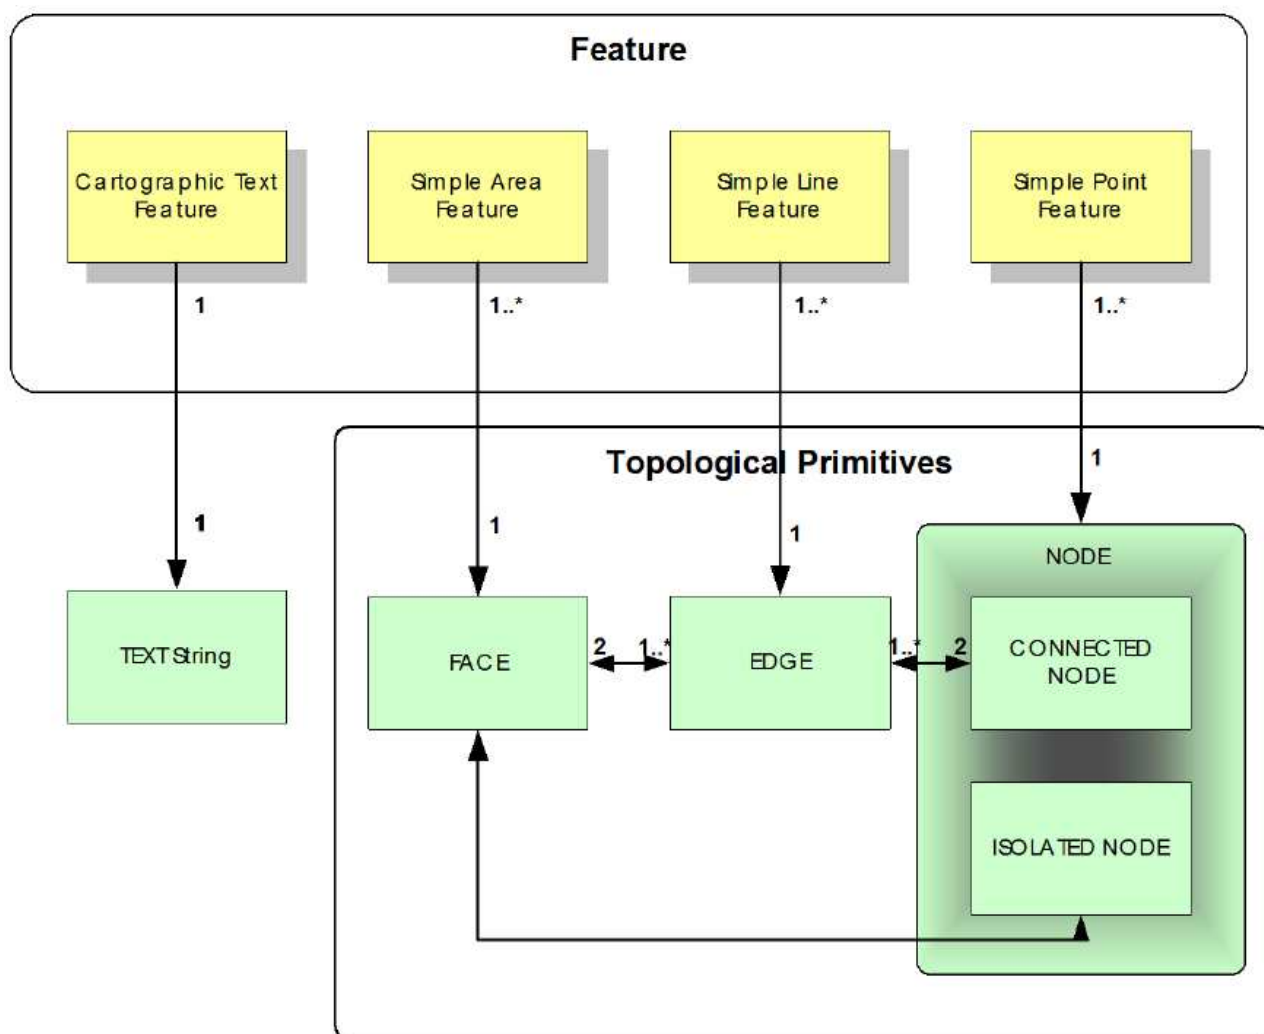 Feature
Cartographic Text
Feature
Simple Area
Feature
Simple Line
Feature
Simple Point
Feature
1
1..*
1..*
1..*
Topological Primitives
1
1
1
1
NODE
TEXT String
FACE
2
1..*
EDGE
1..*
2
CONNECTED
NODE
ISOLATED NODE